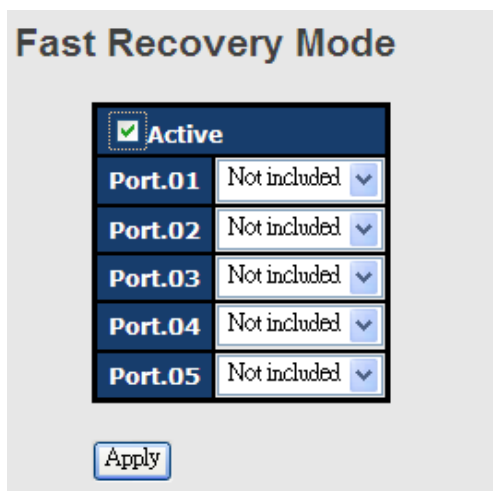 Fast Recovery Mode
Active
Port.01 Not included
Port.02 Not included
Port.03 Not included
Port.04 Not included
Port.05 Not included
Apply